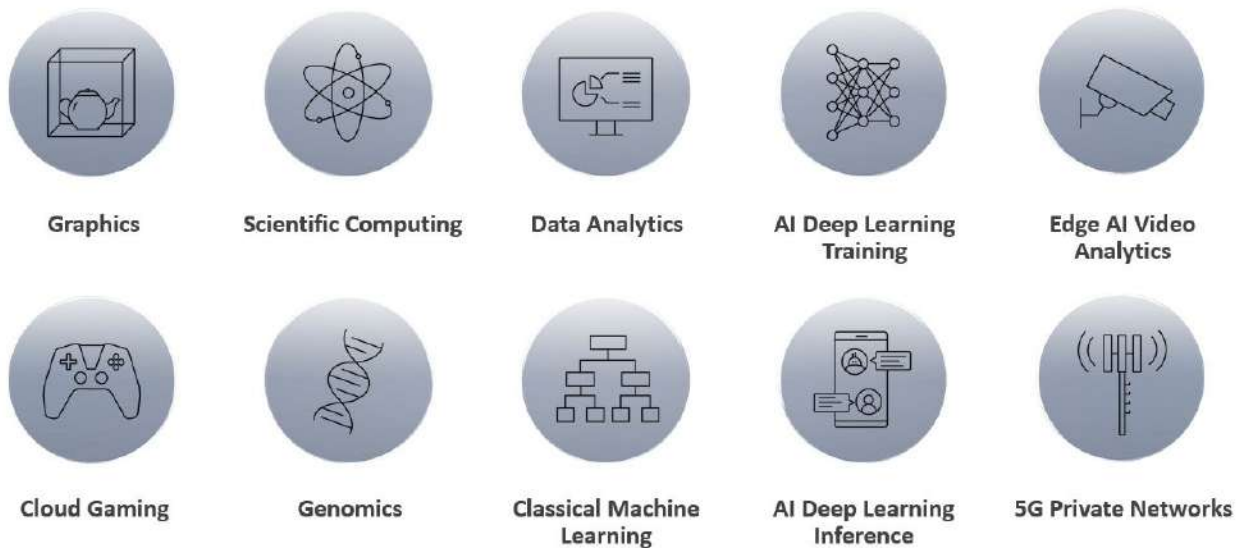 Graphics
Scientific Computing
Data Analytics
AI Deep Learning
Training
Edge AI Video
Analytics
Cloud Gaming
Genomics
Classical Machine
Learning
AI Deep Learning
Inference
5G Private Networks